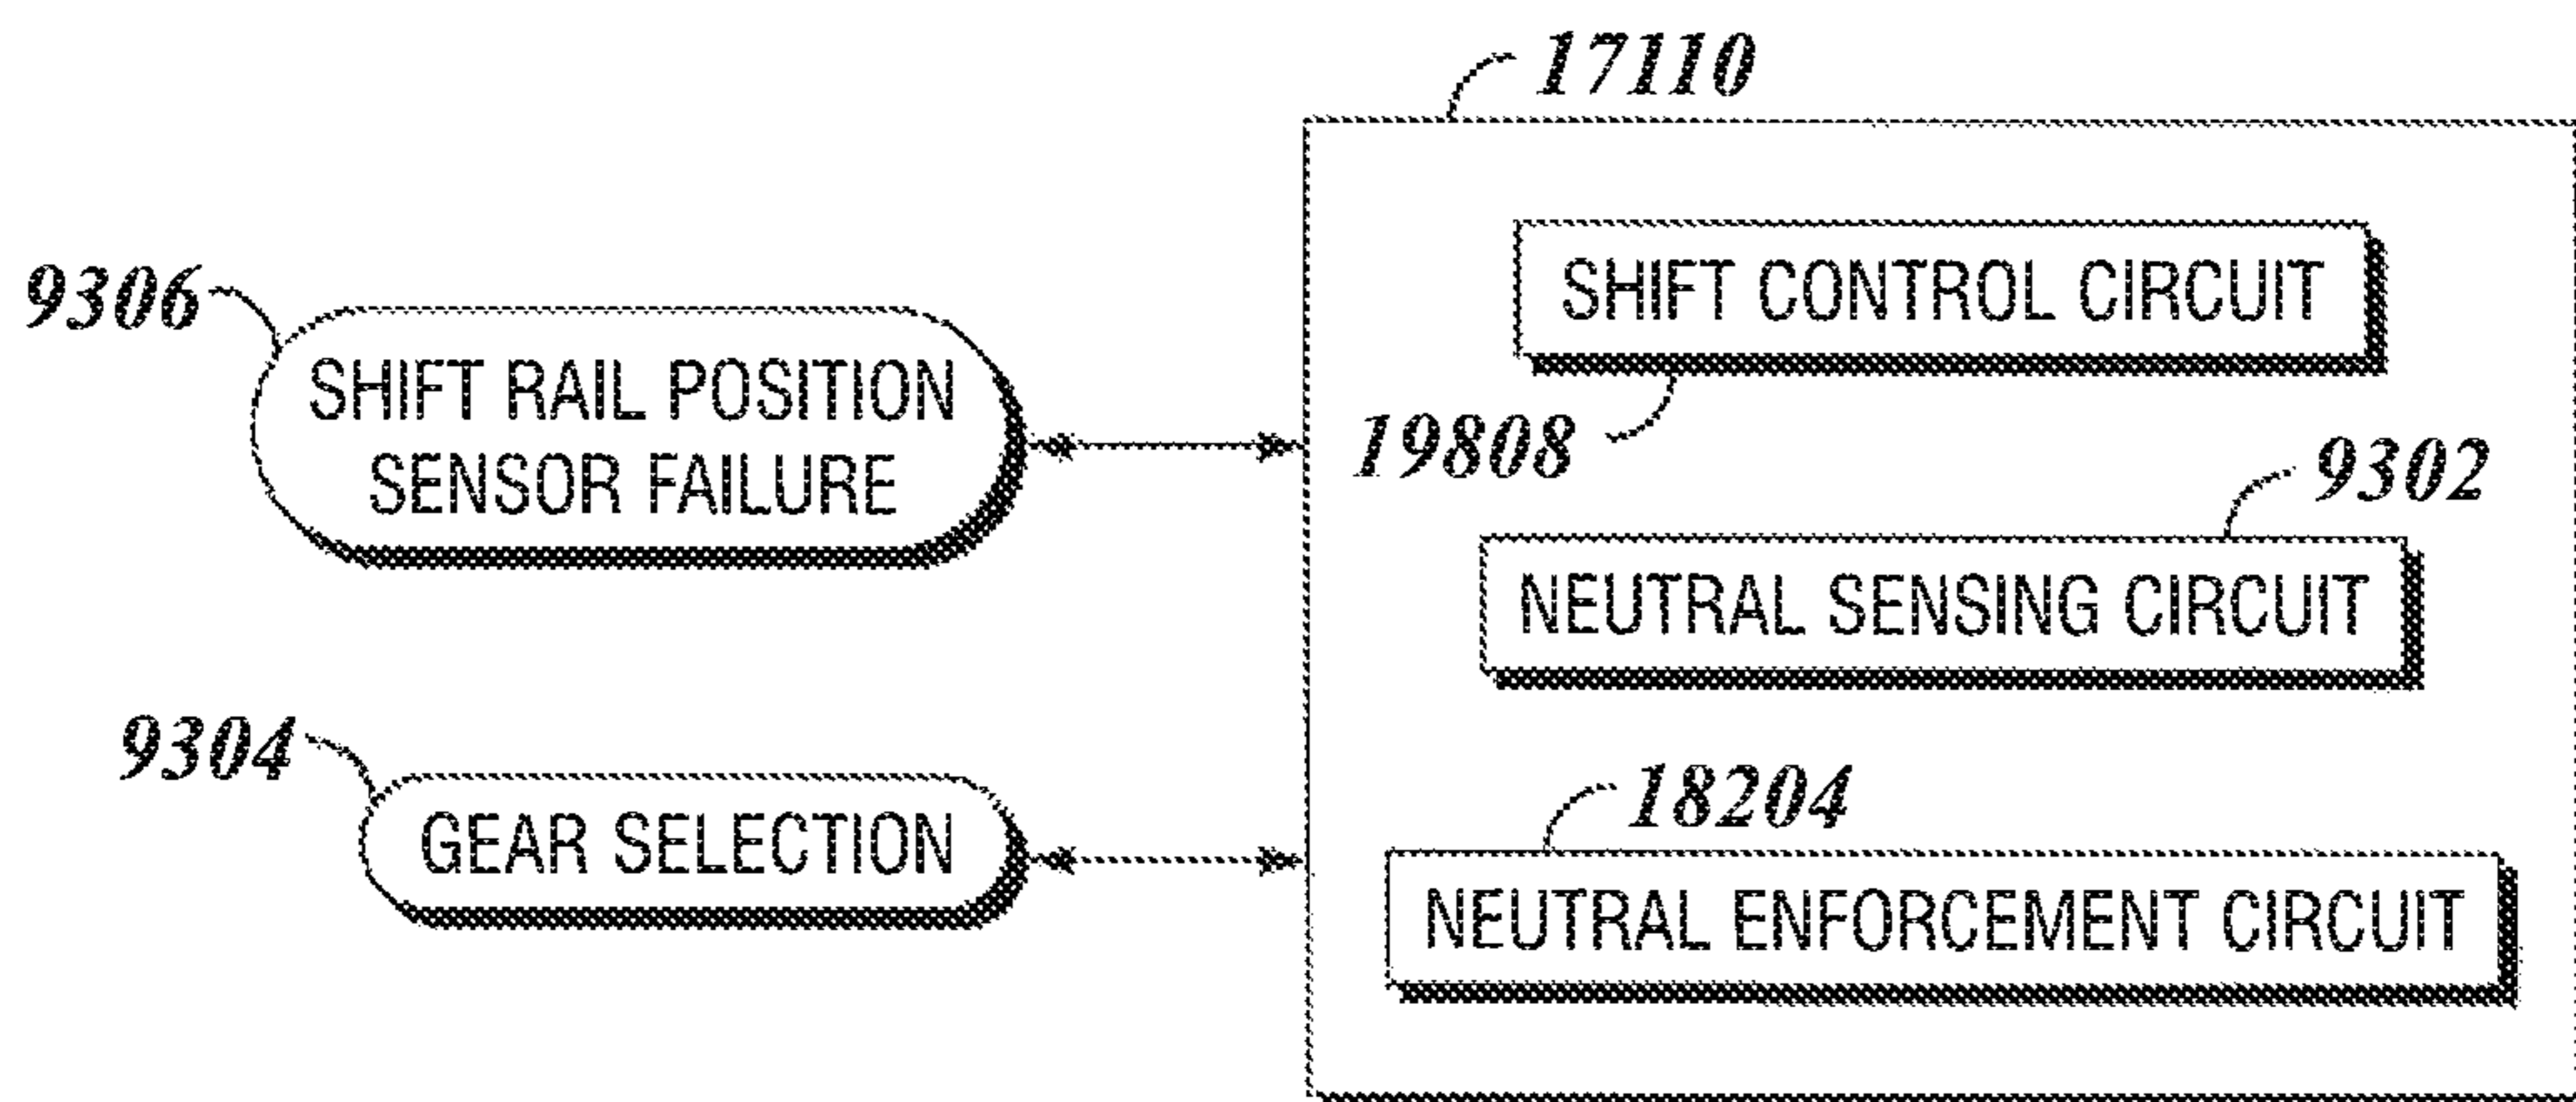 17110
SHIFT CONTROL CIRCUIT
9306
SHIFT RAIL POSITION
SENSOR FAILURE
19808
9302
NEUTRAL SENSING CIRCUIT
9304
18204
GEAR SELECTION
NEUTRAL ENFORCEMENT CIRCUIT